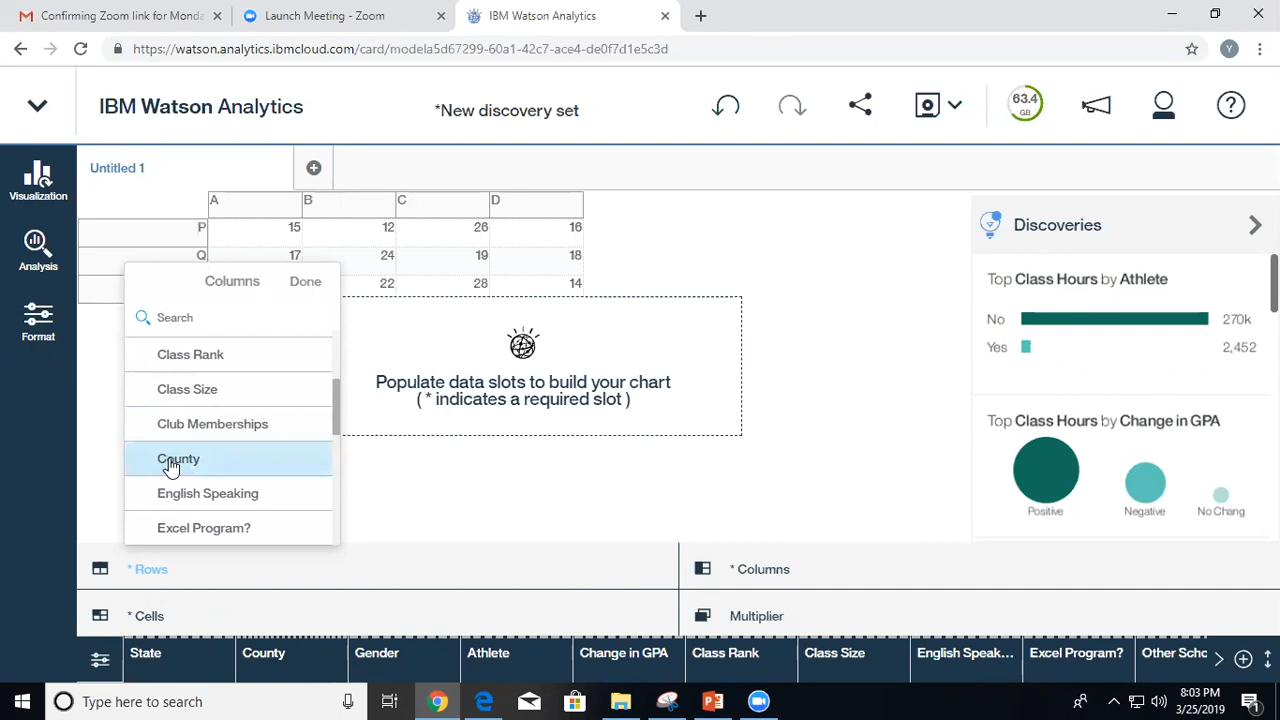 Confirming Zoom link for Monda
Launch Meeting - Zoom
IBM Watson Analytics
https://watson.analytics.ibmcloud.com/card/modela5d67299-60a1-42c7-ace4-de0f7d1e5c3d
Y
IBM Watson Analytics
*New discovery set
63.4
GB
Visualization
Analysis
Format
Untitled 1
A B C D
P 15 12 26 16
Q 17 24 19 18
22 28 14
Columns Done
Search
Class Rank
Class Size
Club Memberships
County
English Speaking
Excel Program?
Populate data slots to build your chart
( * indicates a required slot )
Discoveries
Top Class Hours by Athlete
No 270k
Yes 2,452
Top Class Hours by Change in GPA
Positive Negative No Chang
* Rows
* Columns
* Cells
Multiplier
State County Gender Athlete Change in GPA Class Rank Class Size English Speak... Excel Program? Other Scho
Type here to search
8:03 PM
3/25/2019
1